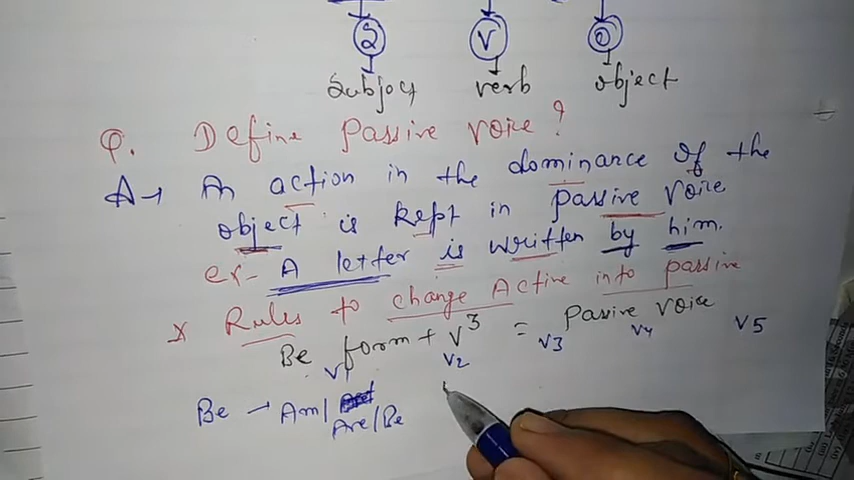 S V O
Subject verb object
Q. Define Passive voice?
A→ An action in the dominance of the
object is kept in passive voice
ex- A letter is written by him.
x Rules to change Active into passive
Be form + V3 = Passive voice
V1 V2 V3 V4 V5
Be → Am/
Are/Be